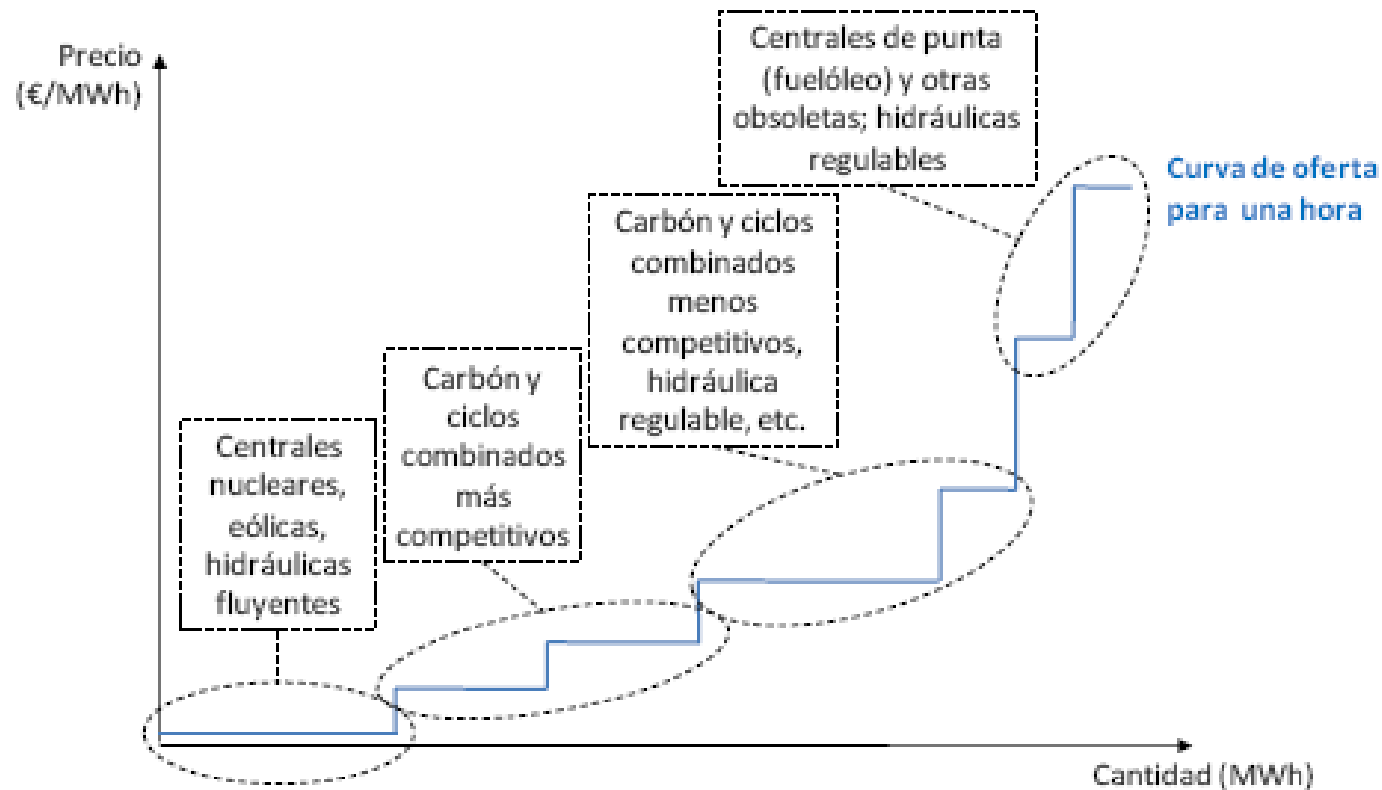 Precio
(€/MWh)
Centrales de punta
(fuelóleo) y otras
obsoletas; hidráulicas
regulables
Curva de oferta
para una hora
Carbón y ciclos
combinados
menos
competitivos,
hidráulica
regulable, etc.
Carbón y
ciclos
combinados
más
competitivos
Centrales
nucleares,
eólicas,
hidráulicas
fluyentes
Cantidad (MWh)